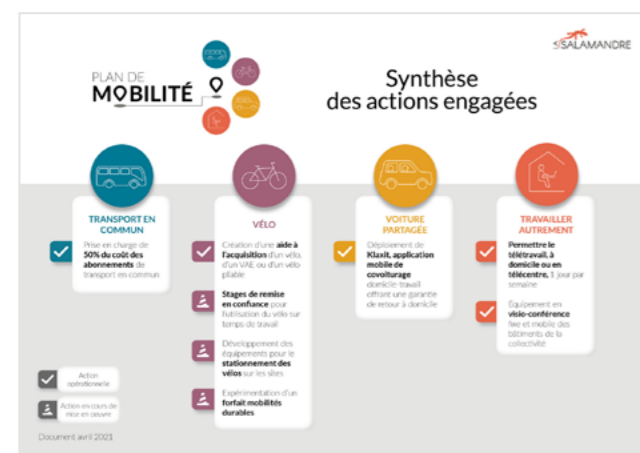 SALAMANDRE
PLAN DE
MOBILITÉ
Synthèse
des actions engagées
TRANSPORT EN
COMMUN
Prise en charge de
50% du coût des
abonnements de
transport en commun
VÉLO
Création d'une aide à
l'acquisition d'un vélo,
d'un VAE ou d'un vélo
pliable
Stages de remise
en confiance pour
l'utilisation du vélo sur
temps de travail
Développement des
équipements pour le
stationnement des
vélos sur les sites
Expérimentation d'un
forfait mobilités
durables
VOITURE
PARTAGÉE
Déploiement de
Klaxit, application
mobile de
covoiturage
domicile-travail
offrant une garantie
de retour à domicile
TRAVAILLER
AUTREMENT
Permettre le
télétravail, à
domicile ou en
télécentre, 1 jour par
semaine
Équipement en
visio-conférence
fixe et mobile des
bâtiments de la
collectivité
Action
opérationnelle
Action en cours de
mise en oeuvre
Document avril 2021